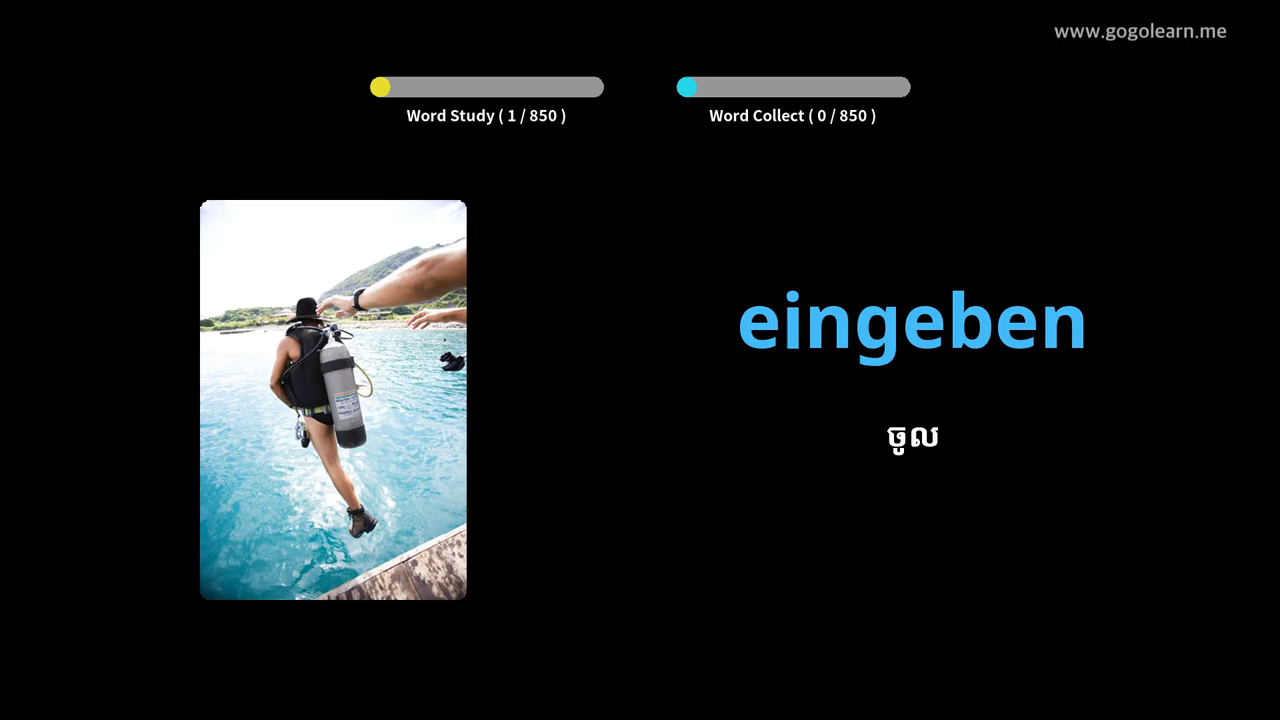 www.gogolearn.me
Word Study ( 1 / 850 )
Word Collect ( 0 / 850 )
eingeben
ចូល